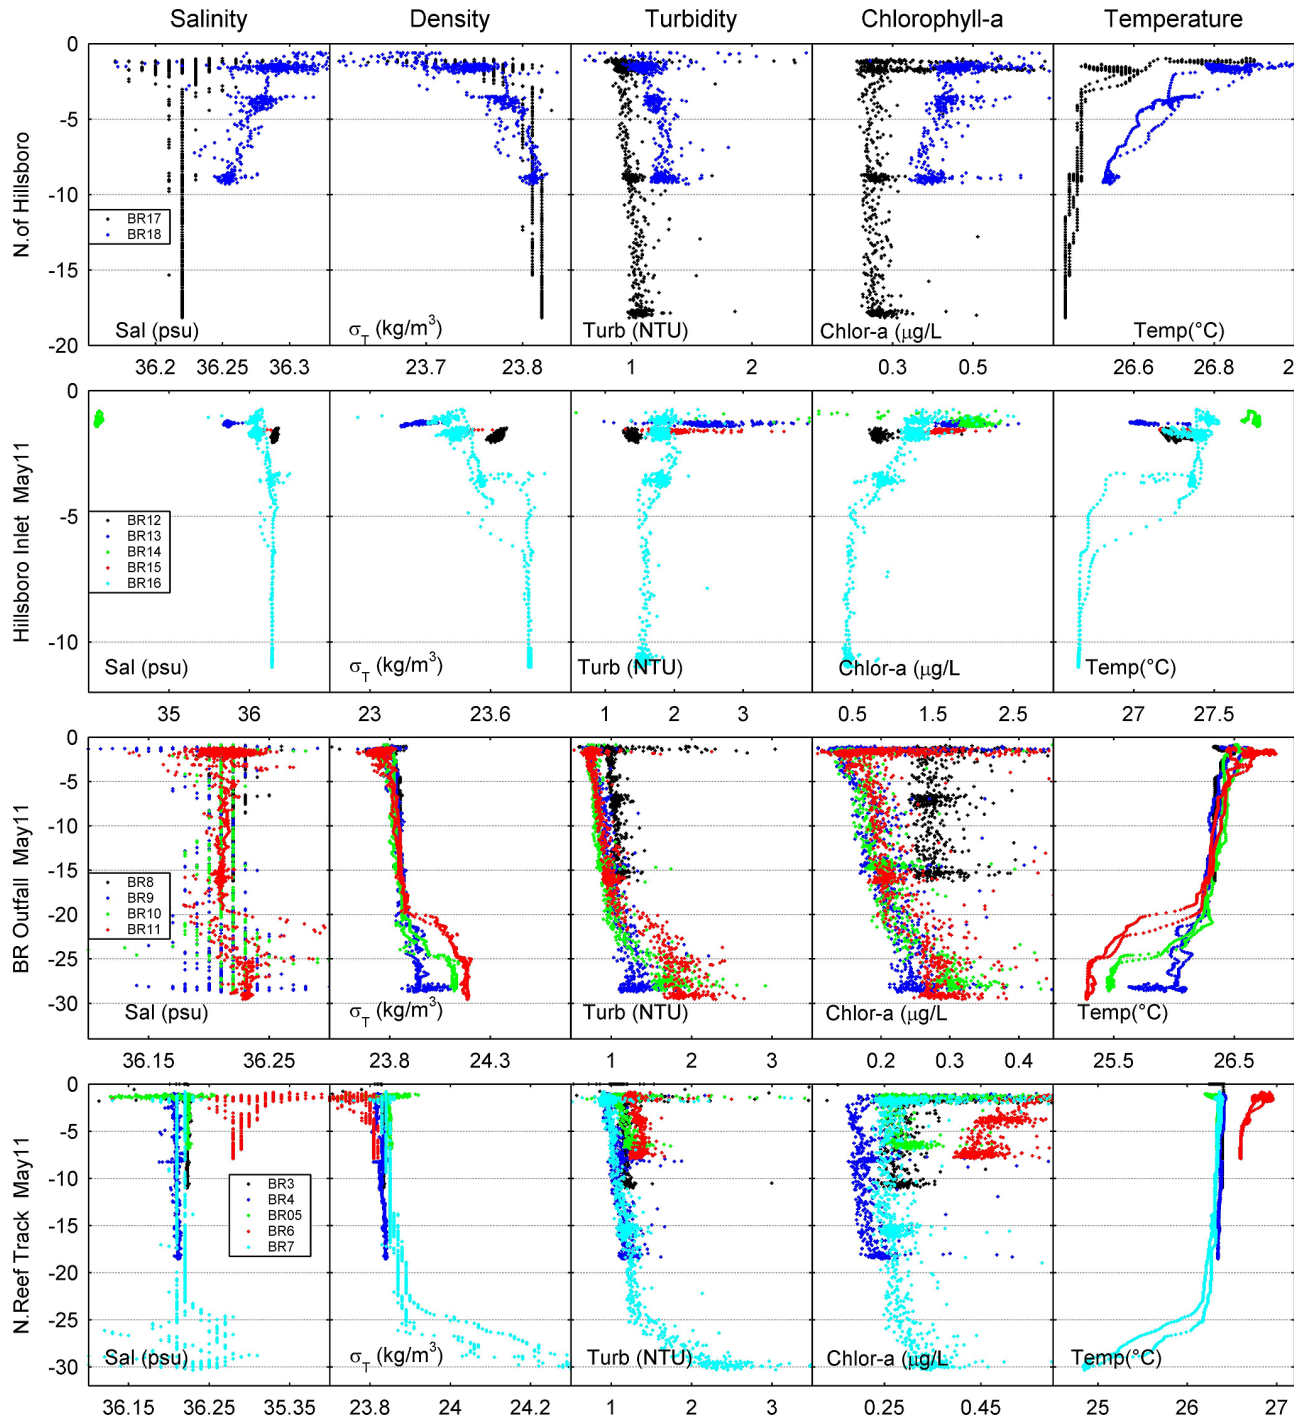 Salinity Density Turbidity Chlorophyll-a Temperature
N.of Hillsboro
0
-5
-10
-15
-20
BR17
BR18
Sal (psu) σT (kg/m3) Turb (NTU) Chlor-a (μg/L Temp(°C)
36.2 36.25 36.3 23.7 23.8 1 2 0.3 0.5 26.6 26.8 2
Hillsboro Inlet May11
0
-5
-10
BR12
BR13
BR14
BR15
BR16
Sal (psu) σT (kg/m3) Turb (NTU) Chlor-a (μg/L Temp(°C)
35 36 23 23.6 1 2 3 4 0.5 1.5 2.5 27 27.5
BR Outfall May11
0
-5
-10
-15
-20
-25
-30
BR8
BR9
BR10
BR11
Sal (psu) σT (kg/m3) Turb (NTU) Chlor-a (μg/L Temp(°C)
36.15 36.25 23.8 24.3 1 2 3 0.2 0.3 0.4 25.5 26.5
N.Reef Track May11
0
-5
-10
-15
-20
-25
-30
BR3
BR4
BR05
BR6
BR7
Sal (psu) σT (kg/m3) Turb (NTU) Chlor-a (μg/L Temp(°C)
36.15 36.25 35.35 23.8 24 24.2 1 2 3 0.25 0.45 25 26 27